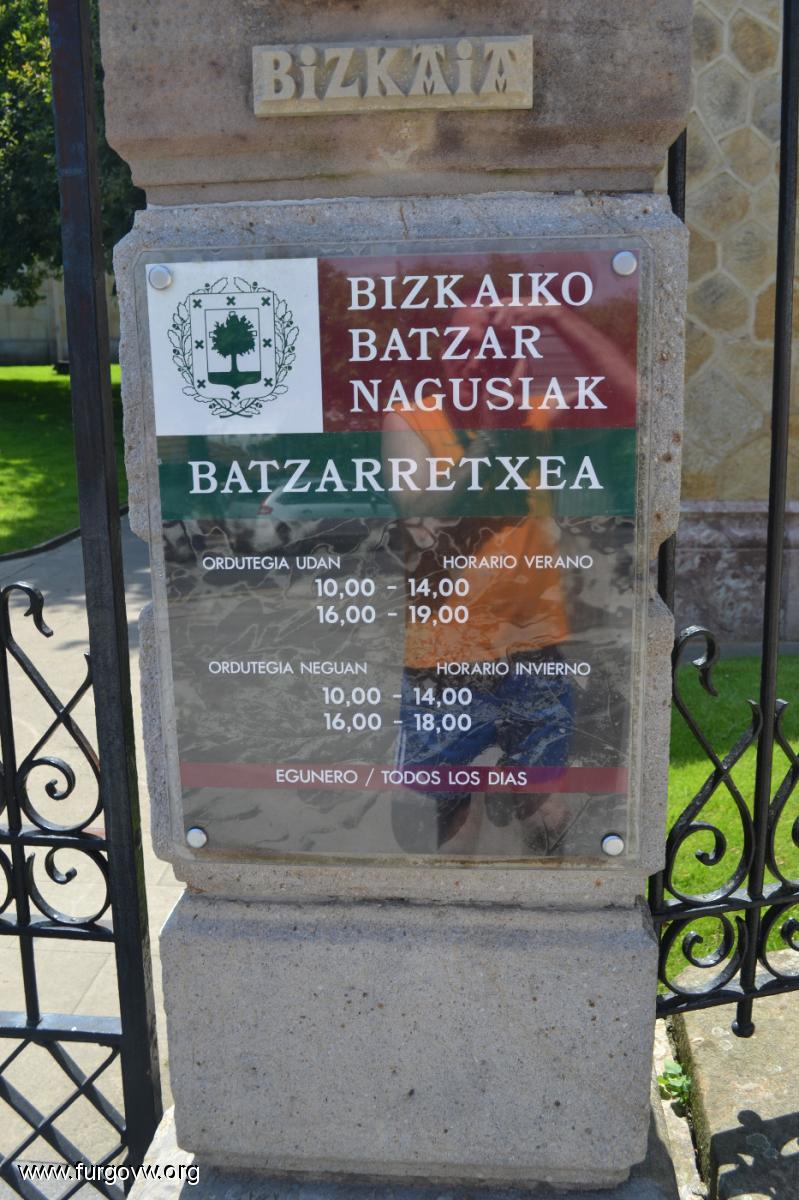 BiZKAiA
BIZKAIKO
BATZAR
NAGUSIAK
BATZARRETXEA
ORDUTEGIA UDAN HORARIO VERANO
10,00 - 14,00
16,00 - 19,00
ORDUTEGIA NEGUAN HORARIO INVIERNO
10,00 - 14,00
16,00 - 18,00
EGUNERO / TODOS LOS DIAS
www.furgovw.org